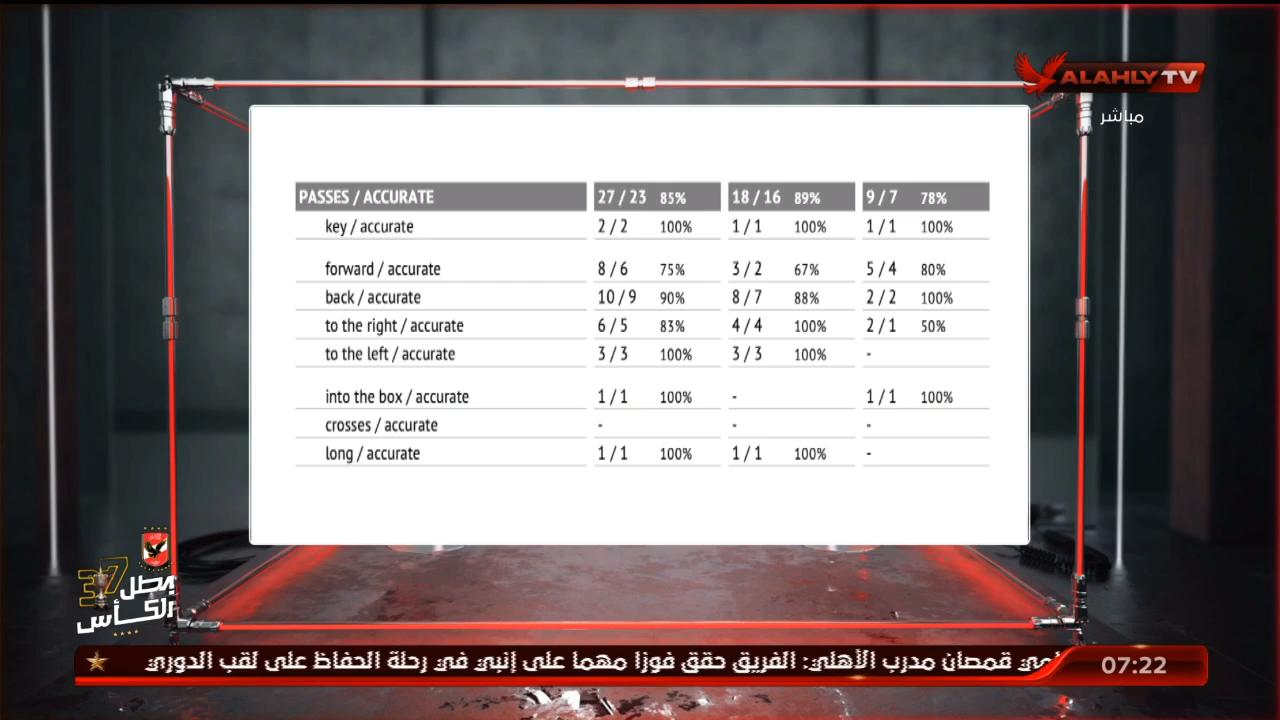 ALAHLY TV
مباشر
PASSES / ACCURATE 27 / 23 85% 18 / 16 89% 9 / 7 78%
key / accurate 2 / 2 100% 1 / 1 100% 1 / 1 100%
forward / accurate 8 / 6 75% 3 / 2 67% 5 / 4 80%
back / accurate 10 / 9 90% 8 / 7 88% 2 / 2 100%
to the right / accurate 6 / 5 83% 4 / 4 100% 2 / 1 50%
to the left / accurate 3 / 3 100% 3 / 3 100% -
into the box / accurate 1 / 1 100% - 1 / 1 100%
crosses / accurate - - -
long / accurate 1 / 1 100% 1 / 1 100% -
37
بطل
الكأس
قمصان مدرب الأهلي: الفريق حقق فوزا مهما على إنبي في رحلة الحفاظ على لقب الدوري
07:22